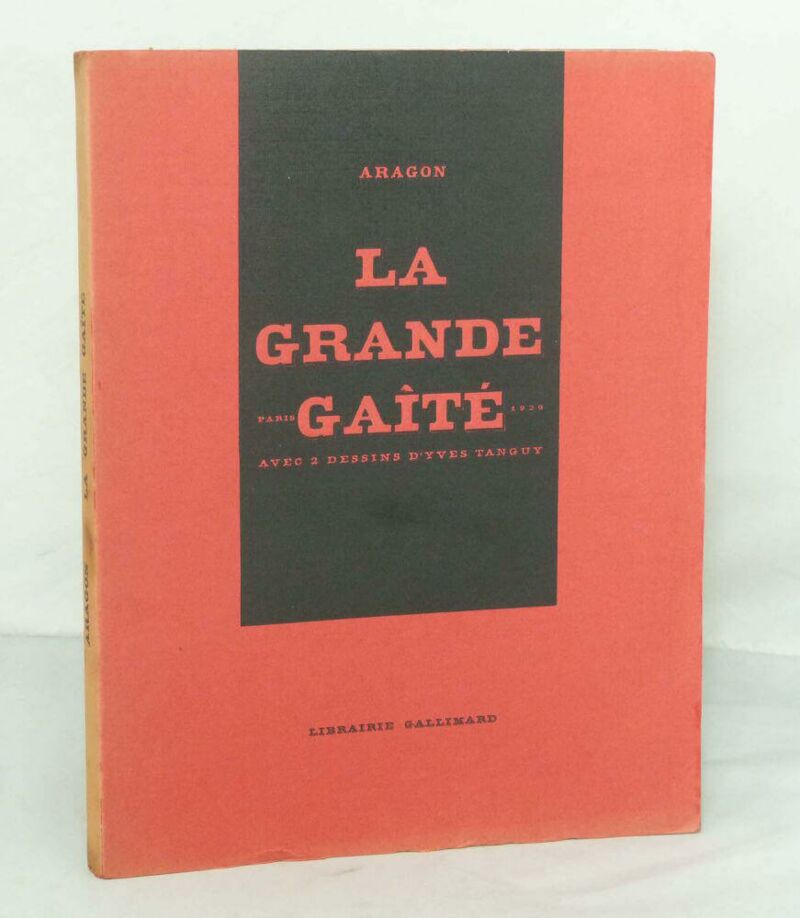 ARAGON
LA
GRANDE
PARIS GAÎTÉ 1929
AVEC 2 DESSINS D'YVES TANGUY
LIBRAIRIE GALLIMARD
ARAGON LA GRANDE GAÎTÉ